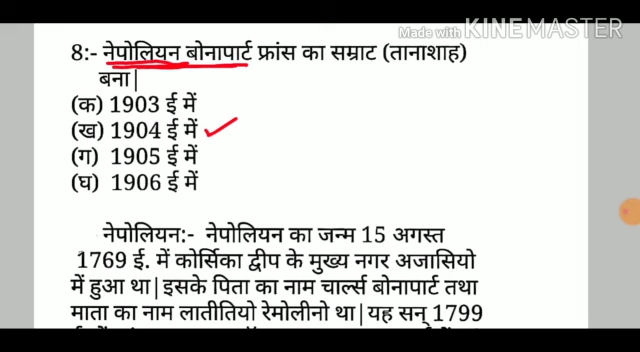 Made with KINEMASTER
8:- नेपोलियन बोनापार्ट फ्रांस का सम्राट (तानाशाह)
बना|
(क) 1903 ई में
(ख) 1904 ई में
(ग) 1905 ई में
(घ) 1906 ई में
नेपोलियन:- नेपोलियन का जन्म 15 अगस्त
1769 ई. में कोर्सिका द्वीप के मुख्य नगर अजासियो
में हुआ था|इसके पिता का नाम चार्ल्स बोनापार्ट तथा
माता का नाम लातीतियो रेमोलीनो था|यह सन् 1799